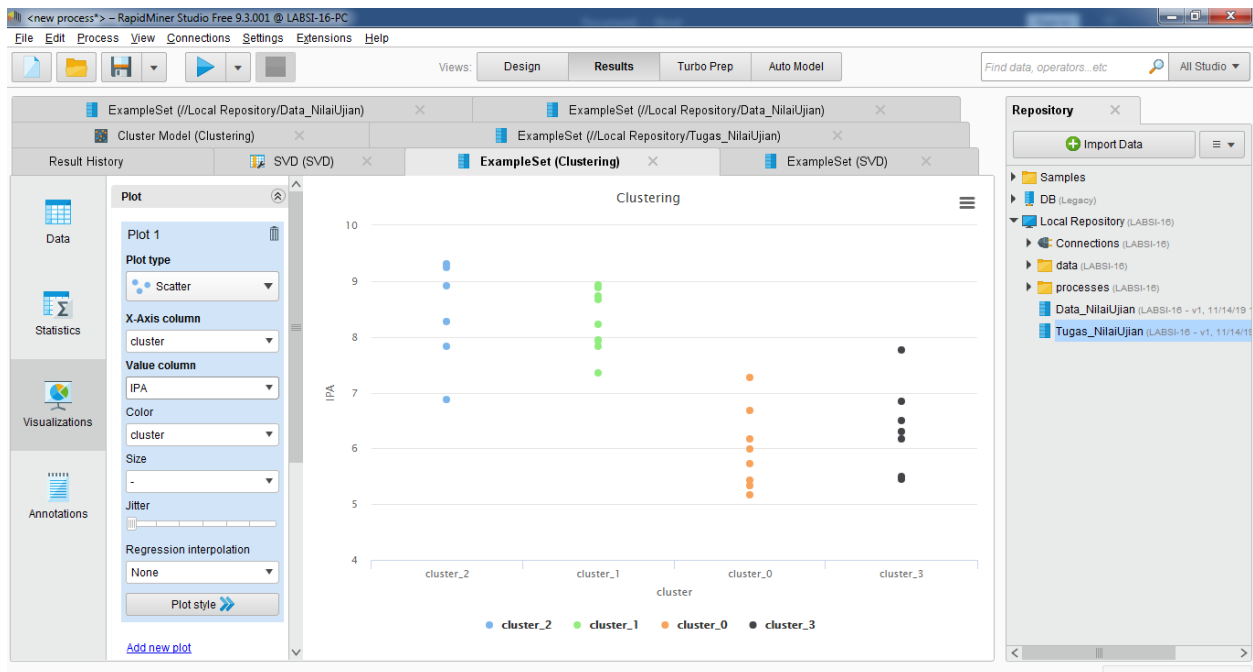 <new process*> – RapidMiner Studio Free 9.3.001 @ LABSI-16-PC
File Edit Process View Connections Settings Extensions Help
Views: Design Results Turbo Prep Auto Model
Find data, operators...etc All Studio
ExampleSet (//Local Repository/Data_NilaiUjian) ExampleSet (//Local Repository/Data_NilaiUjian)
Cluster Model (Clustering) ExampleSet (//Local Repository/Tugas_NilaiUjian)
Result History SVD (SVD) ExampleSet (Clustering) ExampleSet (SVD)
Data
Statistics
Visualizations
Annotations
Plot
Plot 1
Plot type
Scatter
X-Axis column
cluster
Value column
IPA
Color
cluster
Size
-
Jitter
Regression interpolation
None
Plot style
Add new plot
Clustering
10
9
8
7
6
5
4
IPA
cluster_2 cluster_1 cluster_0 cluster_3
cluster
cluster_2 cluster_1 cluster_0 cluster_3
Repository
Import Data
Samples
DB (Legacy)
Local Repository (LABSI-16)
Connections (LABSI-16)
data (LABSI-16)
processes (LABSI-16)
Data_NilaiUjian (LABSI-16 - v1, 11/14/19
Tugas_NilaiUjian (LABSI-16 - v1, 11/14/19